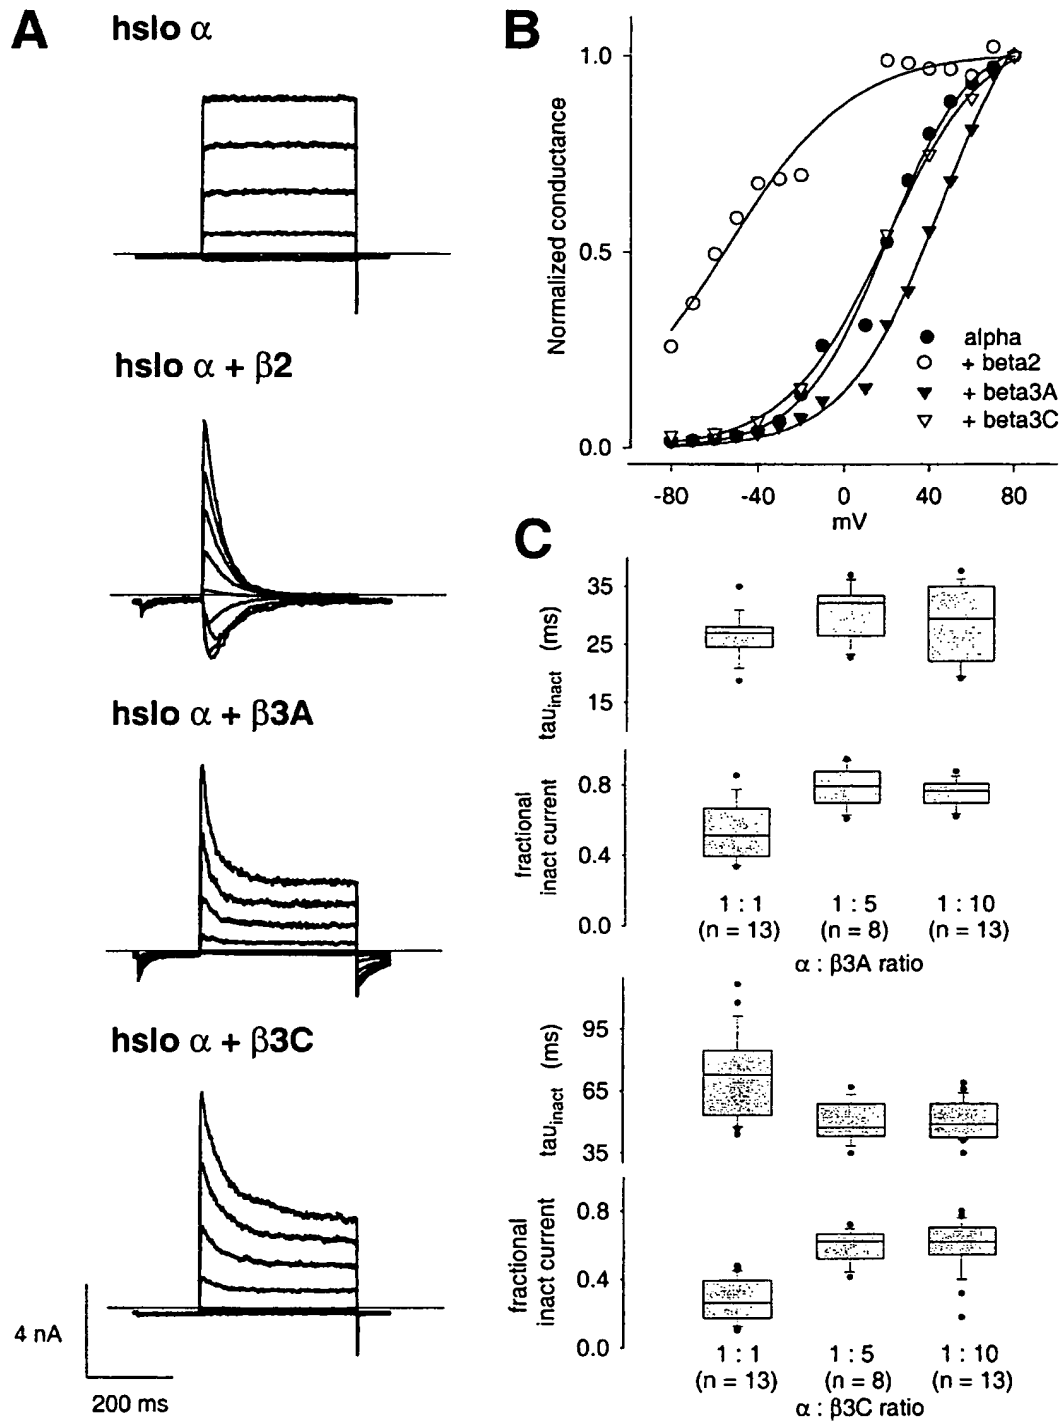 A
hslo α
hslo α + β2
hslo α + β3A
hslo α + β3C
4 nA
200 ms
B
Normalized conductance
1.0
0.5
0.0
alpha
+ beta2
+ beta3A
+ beta3C
-80 -40 0 40 80
mV
C
tauinact (ms)
35
25
15
fractional
inact current
0.8
0.4
0.0
1 : 1 1 : 5 1 : 10
(n = 13) (n = 8) (n = 13)
α : β3A ratio
tauinact (ms)
95
65
35
fractional
inact current
0.8
0.4
0.0
1 : 1 1 : 5 1 : 10
(n = 13) (n = 8) (n = 13)
α : β3C ratio